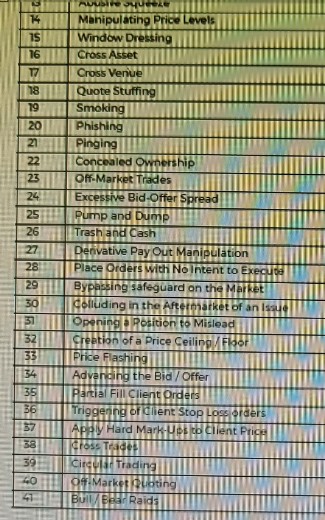 13 Abusive Squeeze
14 Manipulating Price Levels
15 Window Dressing
16 Cross Asset
17 Cross Venue
18 Quote Stuffing
19 Smoking
20 Phishing
21 Pinging
22 Concealed Ownership
23 Off-Market Trades
24 Excessive Bid-Offer Spread
25 Pump and Dump
26 Trash and Cash
27 Derivative Pay Out Manipulation
28 Place Orders with No Intent to Execute
29 Bypassing safeguard on the Market
30 Colluding in the Aftermarket of an Issue
31 Opening a Position to Mislead
32 Creation of a Price Ceiling / Floor
33 Price Flashing
34 Advancing the Bid / Offer
35 Partial Fill Client Orders
36 Triggering of Client Stop Loss orders
37 Apply Hard Mark-Ups to Client Price
38 Cross Trades
39 Circular Trading
40 Off-Market Quoting
41 Bull / Bear Raids